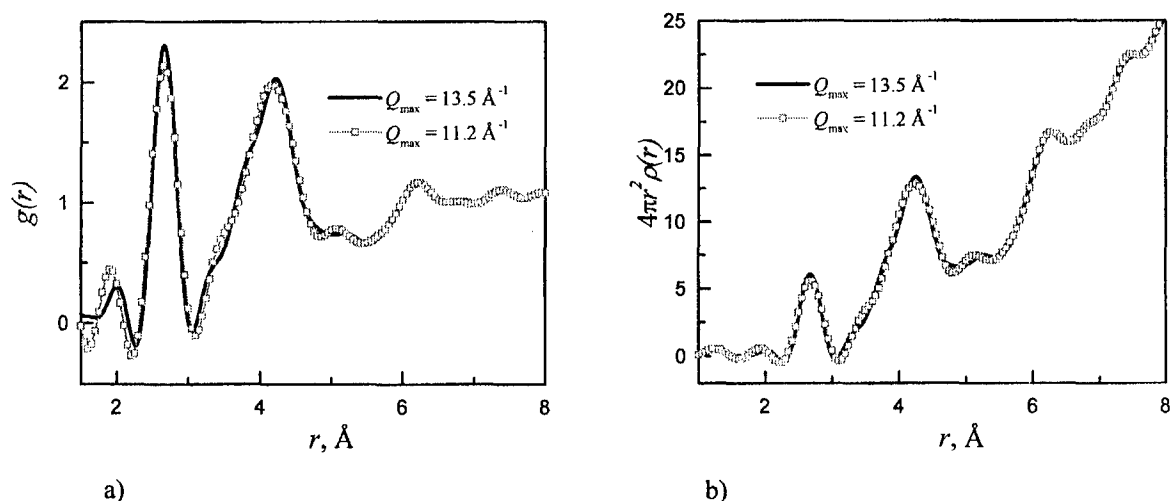 g(r)
2
1
0
Q_max = 13.5 Å⁻¹
Q_max = 11.2 Å⁻¹
2 4 6 8
r, Å
a)
4πr²ρ(r)
25
20
15
10
5
0
Q_max = 13.5 Å⁻¹
Q_max = 11.2 Å⁻¹
2 4 6 8
r, Å
b)